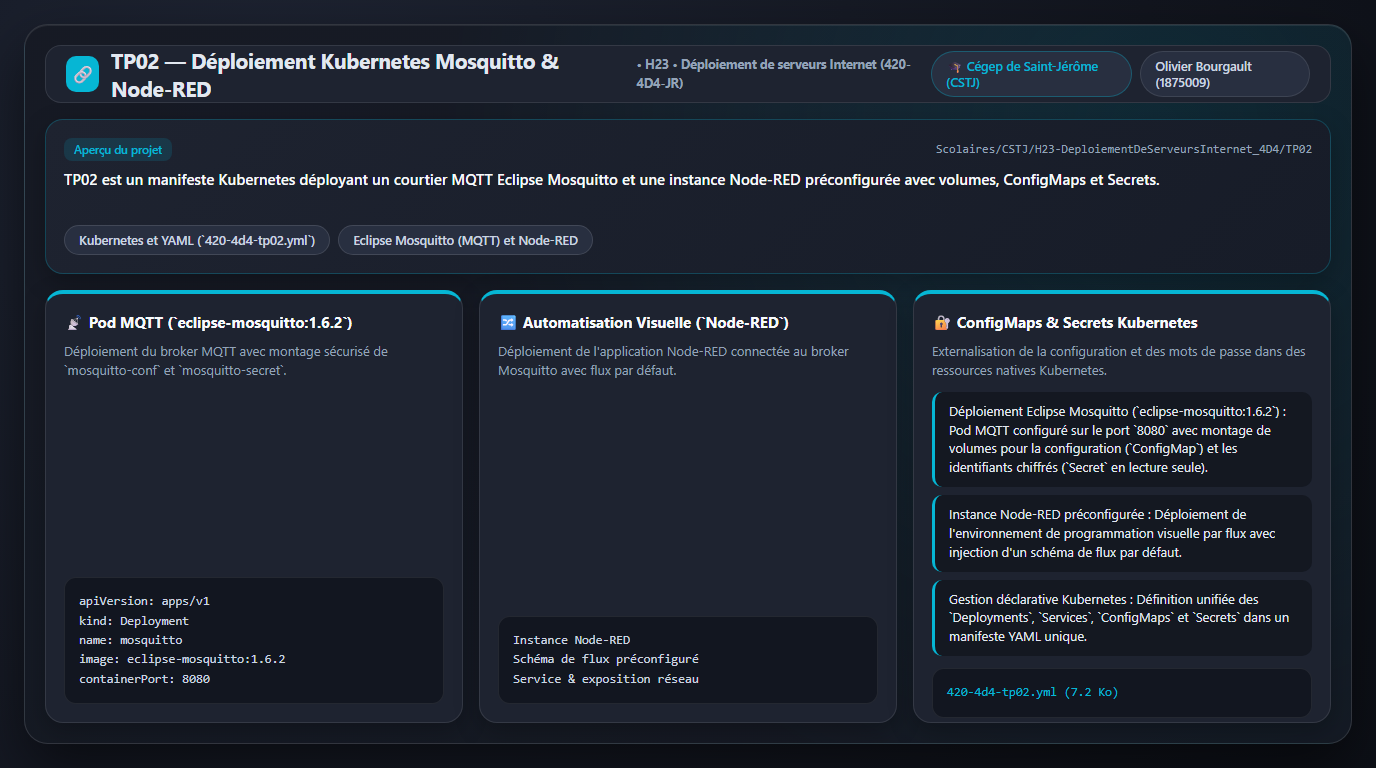 TP02 — Déploiement Kubernetes Mosquitto &
Node-RED
• H23 • Déploiement de serveurs Internet (420-
4D4-JR)
Cégep de Saint-Jérôme
(CSTJ)
Olivier Bourgault
(1875009)
Aperçu du projet
Scolaires/CSTJ/H23-DeploiementDeServeursInternet_4D4/TP02
TP02 est un manifeste Kubernetes déployant un courtier MQTT Eclipse Mosquitto et une instance Node-RED préconfigurée avec volumes, ConfigMaps et Secrets.
Kubernetes et YAML (`420-4d4-tp02.yml`)
Eclipse Mosquitto (MQTT) et Node-RED
Pod MQTT (`eclipse-mosquitto:1.6.2`)
Déploiement du broker MQTT avec montage sécurisé de
`mosquitto-conf` et `mosquitto-secret`.
apiVersion: apps/v1
kind: Deployment
name: mosquitto
image: eclipse-mosquitto:1.6.2
containerPort: 8080
Automatisation Visuelle (`Node-RED`)
Déploiement de l'application Node-RED connectée au broker
Mosquitto avec flux par défaut.
Instance Node-RED
Schéma de flux préconfiguré
Service & exposition réseau
ConfigMaps & Secrets Kubernetes
Externalisation de la configuration et des mots de passe dans des
ressources natives Kubernetes.
Déploiement Eclipse Mosquitto (`eclipse-mosquitto:1.6.2`) :
Pod MQTT configuré sur le port `8080` avec montage de
volumes pour la configuration (`ConfigMap`) et les
identifiants chiffrés (`Secret` en lecture seule).
Instance Node-RED préconfigurée : Déploiement de
l'environnement de programmation visuelle par flux avec
injection d'un schéma de flux par défaut.
Gestion déclarative Kubernetes : Définition unifiée des
`Deployments`, `Services`, `ConfigMaps` et `Secrets` dans un
manifeste YAML unique.
420-4d4-tp02.yml (7.2 Ko)